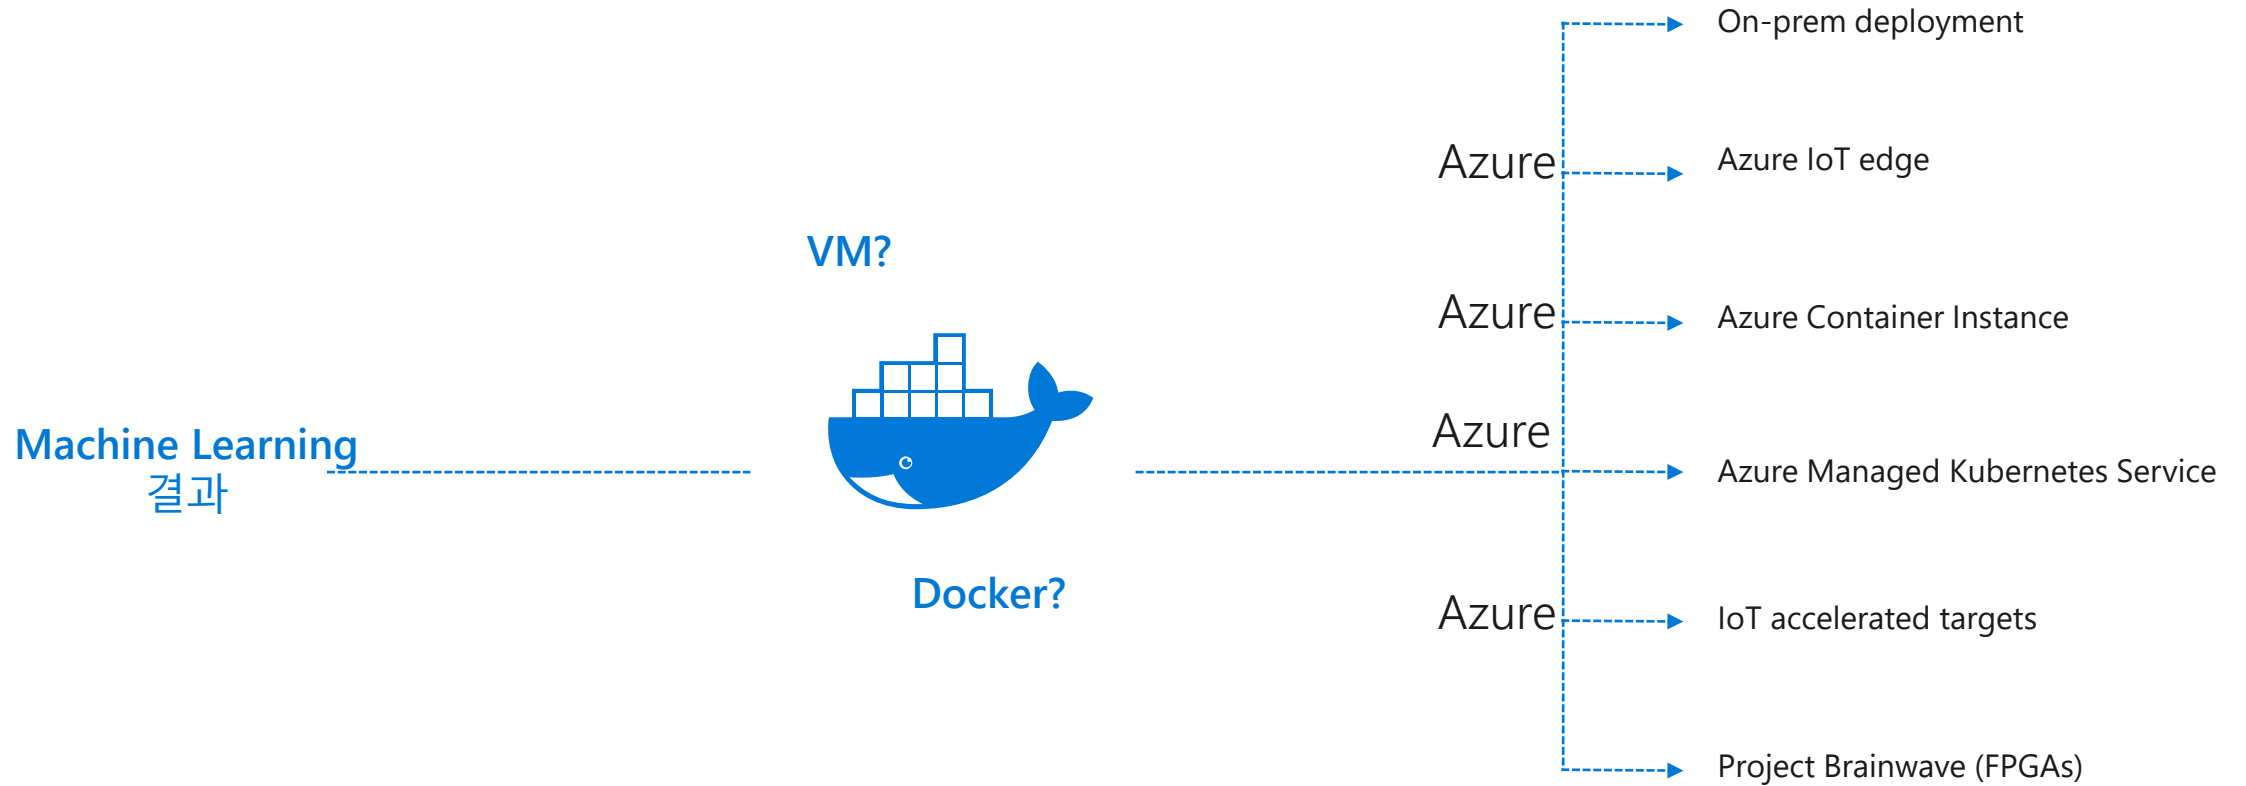 Machine Learning
결과
VM?
Docker?
On-prem deployment
Azure
Azure IoT edge
Azure
Azure Container Instance
Azure
Azure Managed Kubernetes Service
Azure
IoT accelerated targets
Project Brainwave (FPGAs)